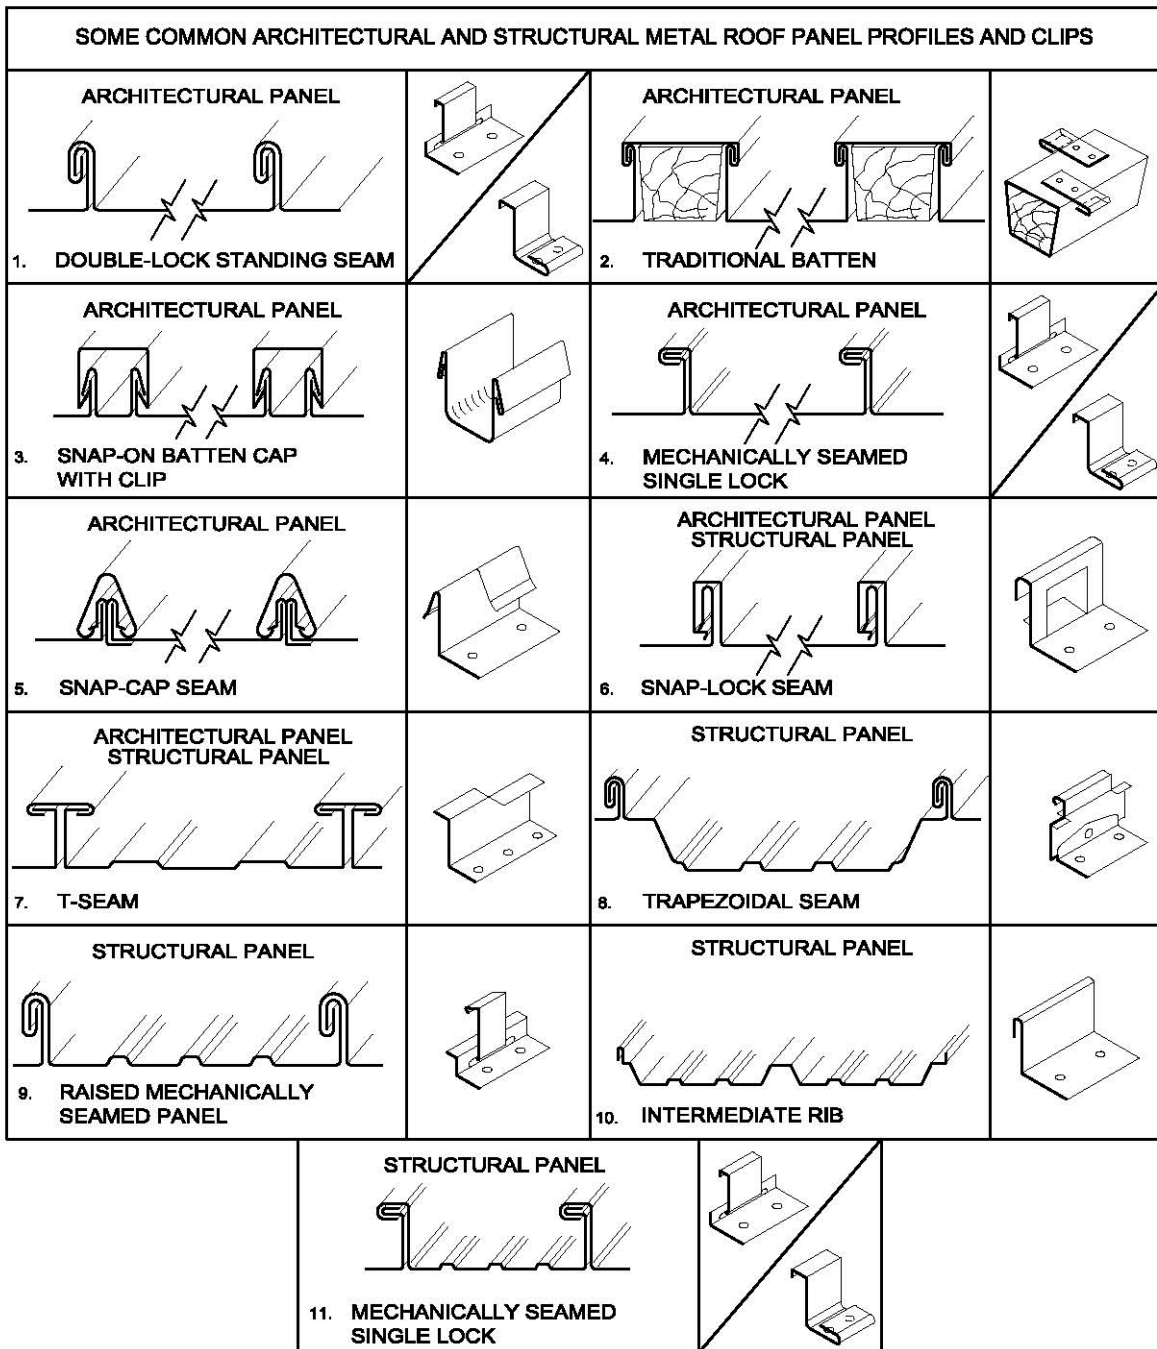 SOME COMMON ARCHITECTURAL AND STRUCTURAL METAL ROOF PANEL PROFILES AND CLIPS
ARCHITECTURAL PANEL
1. DOUBLE-LOCK STANDING SEAM
ARCHITECTURAL PANEL
2. TRADITIONAL BATTEN
ARCHITECTURAL PANEL
3. SNAP-ON BATTEN CAP
WITH CLIP
ARCHITECTURAL PANEL
4. MECHANICALLY SEAMED
SINGLE LOCK
ARCHITECTURAL PANEL
5. SNAP-CAP SEAM
ARCHITECTURAL PANEL
STRUCTURAL PANEL
6. SNAP-LOCK SEAM
ARCHITECTURAL PANEL
STRUCTURAL PANEL
7. T-SEAM
STRUCTURAL PANEL
8. TRAPEZOIDAL SEAM
STRUCTURAL PANEL
9. RAISED MECHANICALLY
SEAMED PANEL
STRUCTURAL PANEL
10. INTERMEDIATE RIB
STRUCTURAL PANEL
11. MECHANICALLY SEAMED
SINGLE LOCK